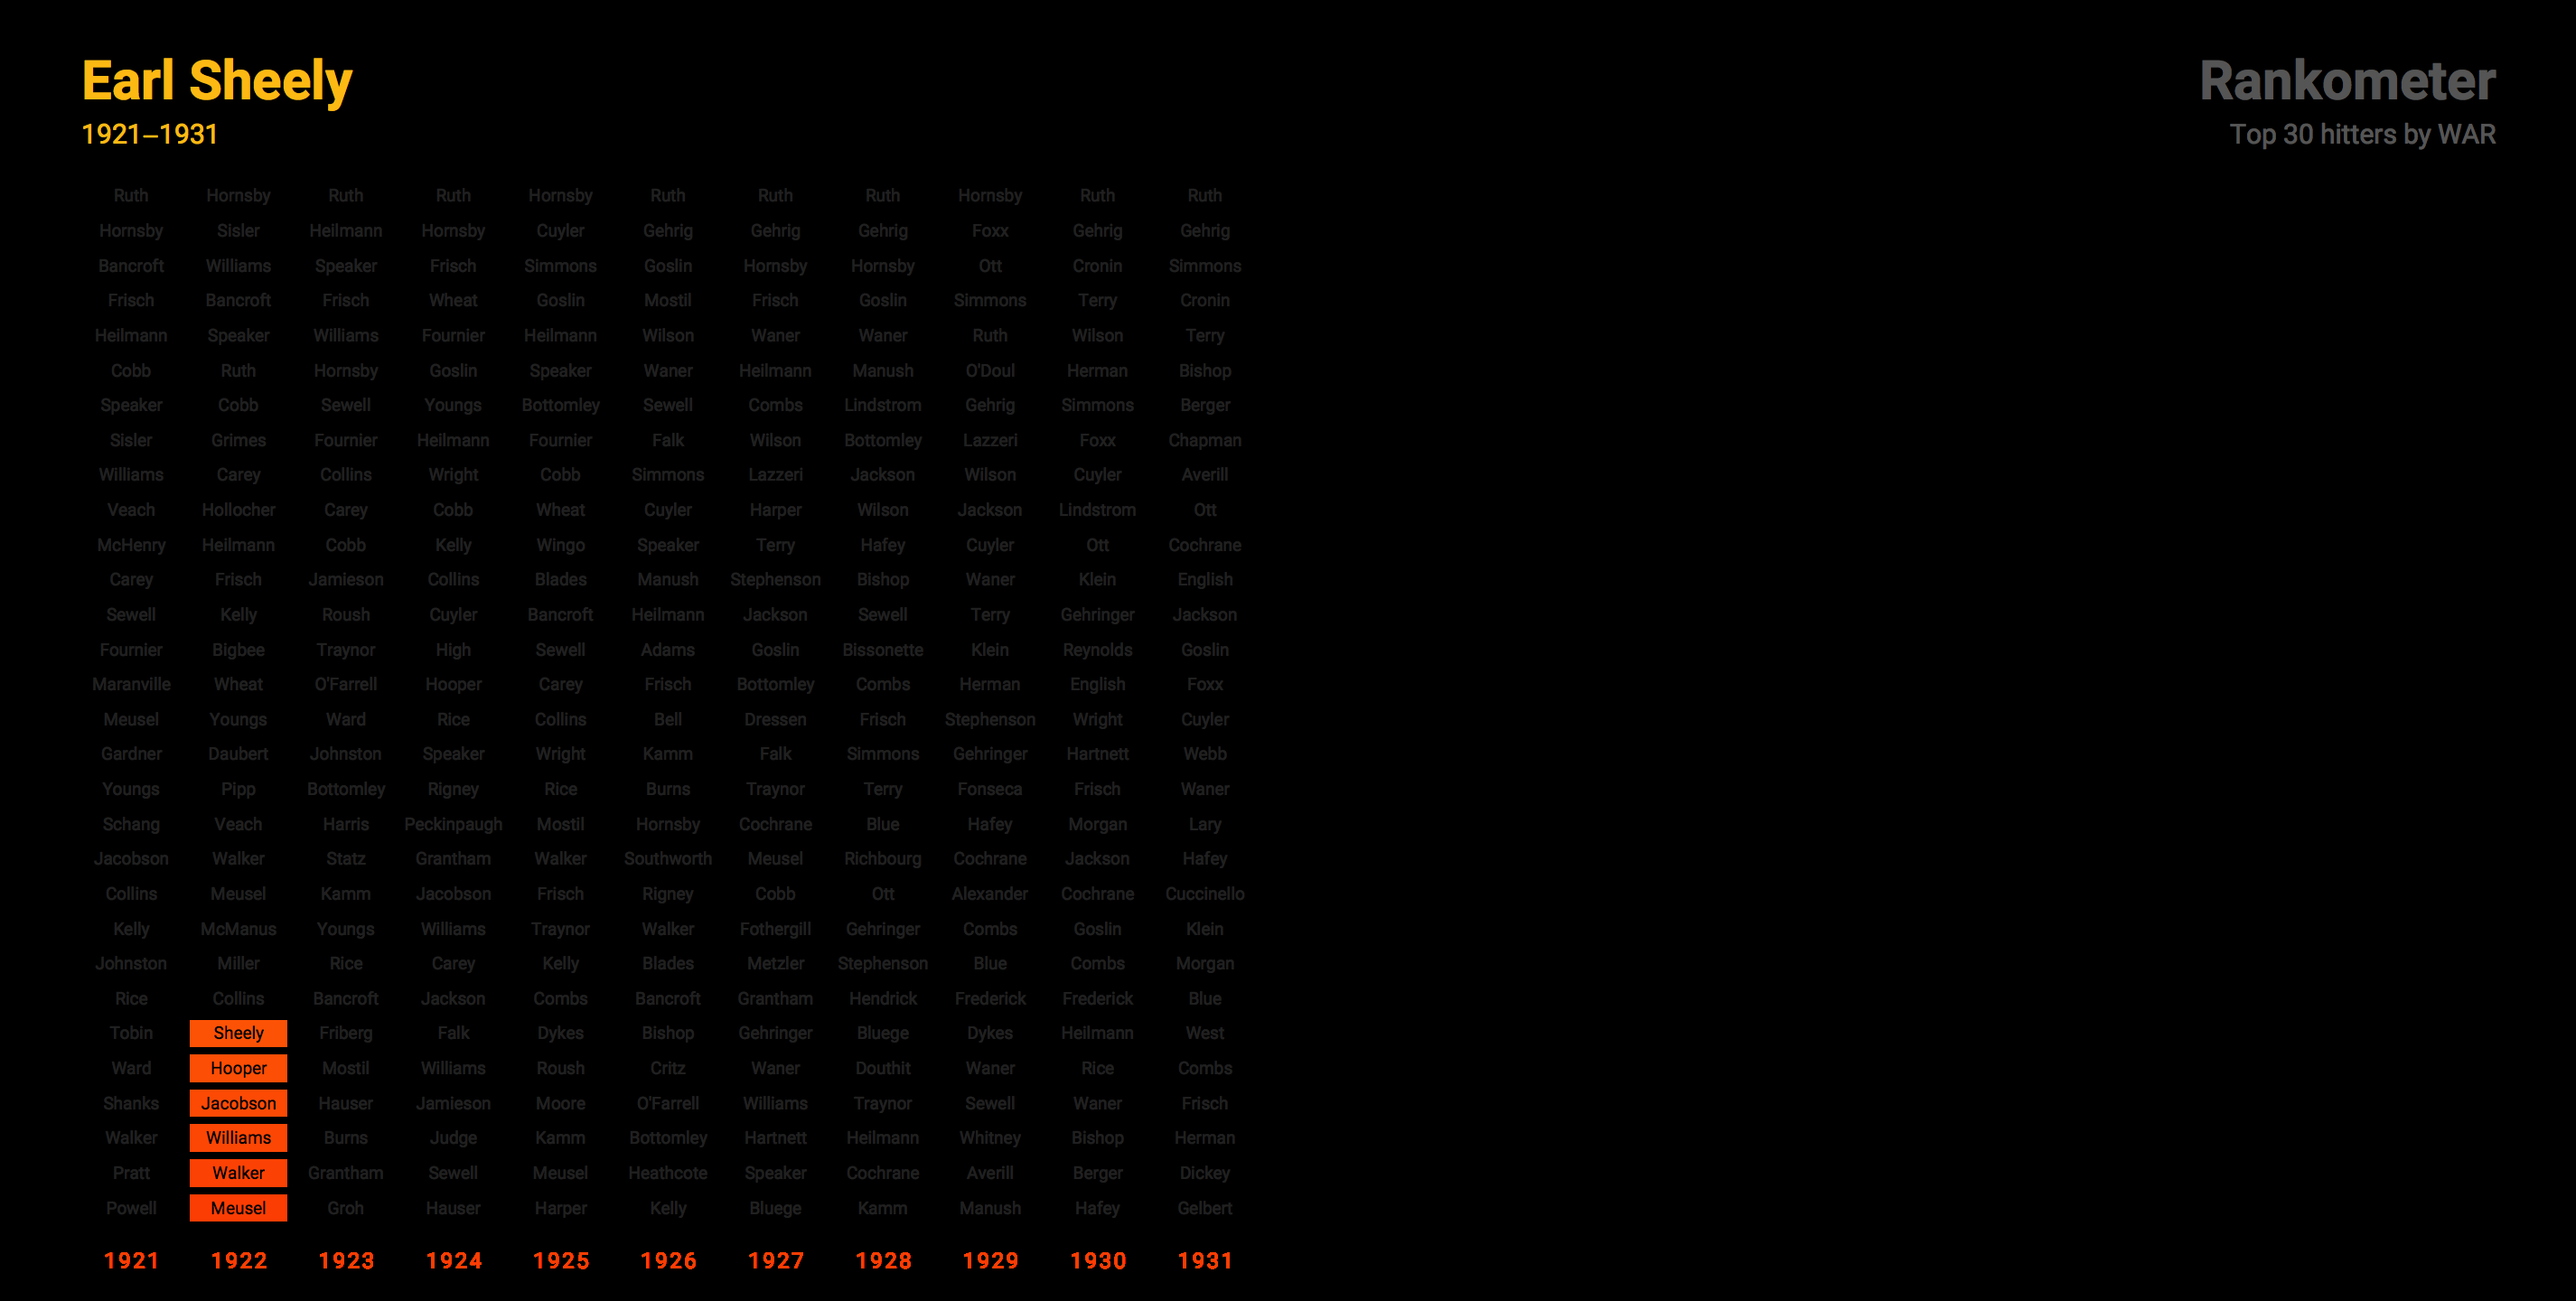 Earl Sheely
1921–1931
Rankometer
Top 30 hitters by WAR
Ruth Hornsby Ruth Ruth Hornsby Ruth Ruth Ruth Hornsby Ruth Ruth
Hornsby Sisler Heilmann Hornsby Cuyler Gehrig Gehrig Gehrig Foxx Gehrig Gehrig
Bancroft Williams Speaker Frisch Simmons Goslin Hornsby Hornsby Ott Cronin Simmons
Frisch Bancroft Frisch Wheat Goslin Mostil Frisch Goslin Simmons Terry Cronin
Heilmann Speaker Williams Fournier Heilmann Wilson Waner Waner Ruth Wilson Terry
Cobb Ruth Hornsby Goslin Speaker Waner Heilmann Manush O'Doul Herman Bishop
Speaker Cobb Sewell Youngs Bottomley Sewell Combs Lindstrom Gehrig Simmons Berger
Sisler Grimes Fournier Heilmann Fournier Falk Wilson Bottomley Lazzeri Foxx Chapman
Williams Carey Collins Wright Cobb Simmons Lazzeri Jackson Wilson Cuyler Averill
Veach Hollocher Carey Cobb Wheat Cuyler Harper Wilson Jackson Lindstrom Ott
McHenry Heilmann Cobb Kelly Wingo Speaker Terry Hafey Cuyler Ott Cochrane
Carey Frisch Jamieson Collins Blades Manush Stephenson Bishop Waner Klein English
Sewell Kelly Roush Cuyler Bancroft Heilmann Jackson Sewell Terry Gehringer Jackson
Fournier Bigbee Traynor High Sewell Adams Goslin Bissonette Klein Reynolds Goslin
Maranville Wheat O'Farrell Hooper Carey Frisch Bottomley Combs Herman English Foxx
Meusel Youngs Ward Rice Collins Bell Dressen Frisch Stephenson Wright Cuyler
Gardner Daubert Johnston Speaker Wright Kamm Falk Simmons Gehringer Hartnett Webb
Youngs Pipp Bottomley Rigney Rice Burns Traynor Terry Fonseca Frisch Waner
Schang Veach Harris Peckinpaugh Mostil Hornsby Cochrane Blue Hafey Morgan Lary
Jacobson Walker Statz Grantham Walker Southworth Meusel Richbourg Cochrane Jackson Hafey
Collins Meusel Kamm Jacobson Frisch Rigney Cobb Ott Alexander Cochrane Cuccinello
Kelly McManus Youngs Williams Traynor Walker Fothergill Gehringer Combs Goslin Klein
Johnston Miller Rice Carey Kelly Blades Metzler Stephenson Blue Combs Morgan
Rice Collins Bancroft Jackson Combs Bancroft Grantham Hendrick Frederick Frederick Blue
Tobin Sheely Friberg Falk Dykes Bishop Gehringer Bluege Dykes Heilmann West
Ward Hooper Mostil Williams Roush Critz Waner Douthit Waner Rice Combs
Shanks Jacobson Hauser Jamieson Moore O'Farrell Williams Traynor Sewell Waner Frisch
Walker Williams Burns Judge Kamm Bottomley Hartnett Heilmann Whitney Bishop Herman
Pratt Walker Grantham Sewell Meusel Heathcote Speaker Cochrane Averill Berger Dickey
Powell Meusel Groh Hauser Harper Kelly Bluege Kamm Manush Hafey Gelbert
1921 1922 1923 1924 1925 1926 1927 1928 1929 1930 1931